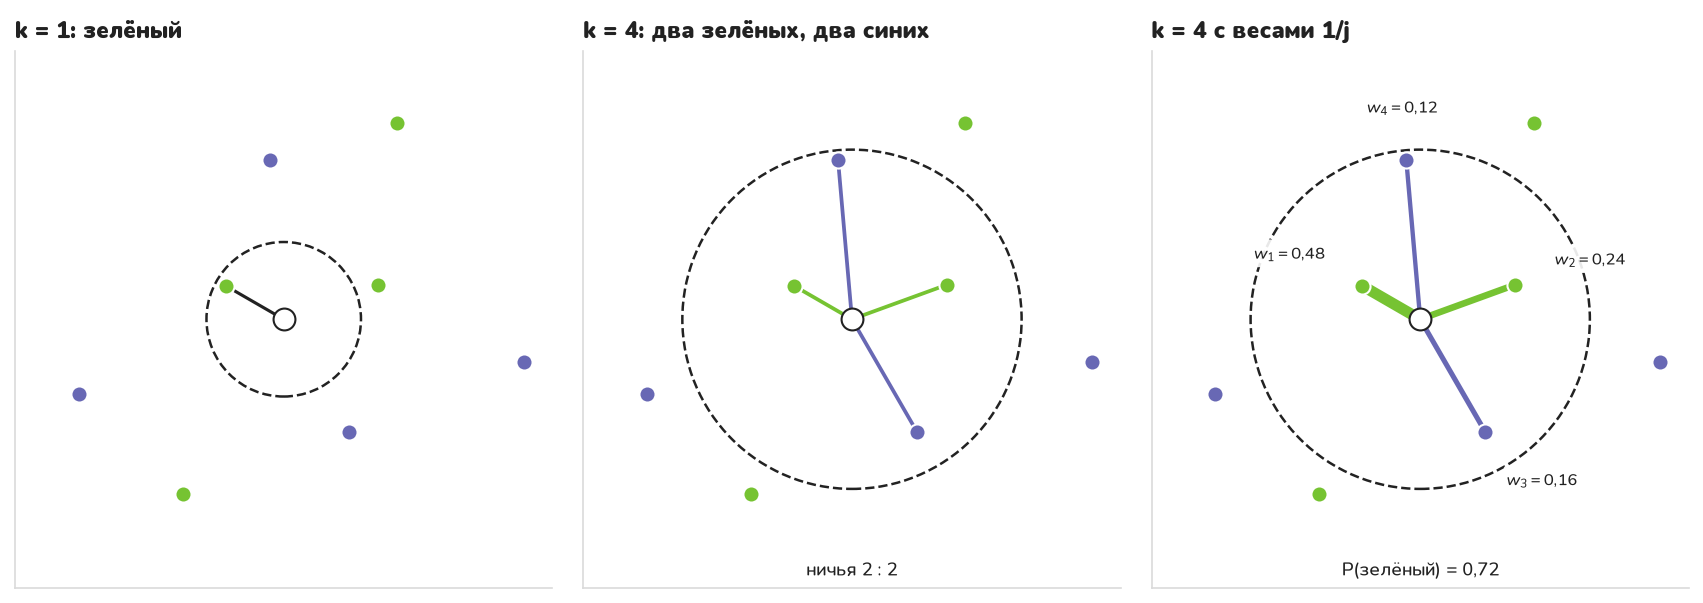 k = 1: зелёный
k = 4: два зелёных, два синих
k = 4 с весами 1/j
w₄ = 0,12
w₁ = 0,48
w₂ = 0,24
w₃ = 0,16
ничья 2 : 2
P(зелёный) = 0,72